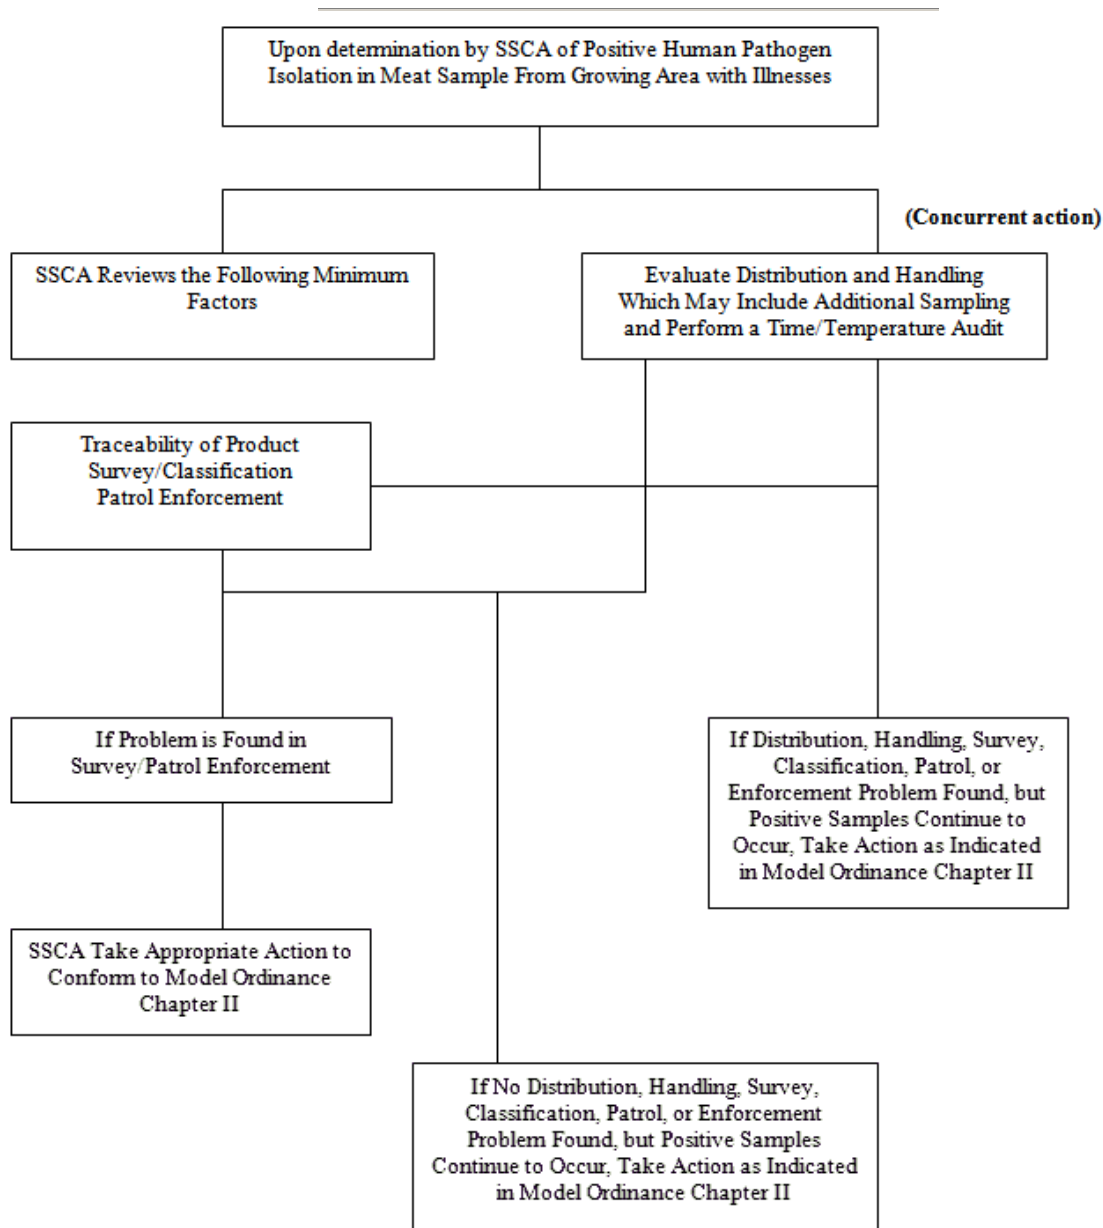 Upon determination by SSCA of Positive Human Pathogen
Isolation in Meat Sample From Growing Area with Illnesses
(Concurrent action)
SSCA Reviews the Following Minimum
Factors
Evaluate Distribution and Handling
Which May Include Additional Sampling
and Perform a Time/Temperature Audit
Traceability of Product
Survey/Classification
Patrol Enforcement
If Problem is Found in
Survey/Patrol Enforcement
If Distribution, Handling, Survey,
Classification, Patrol, or
Enforcement Problem Found, but
Positive Samples Continue to
Occur, Take Action as Indicated
in Model Ordinance Chapter II
SSCA Take Appropriate Action to
Conform to Model Ordinance
Chapter II
If No Distribution, Handling, Survey,
Classification, Patrol, or Enforcement
Problem Found, but Positive Samples
Continue to Occur, Take Action as Indicated
in Model Ordinance Chapter II